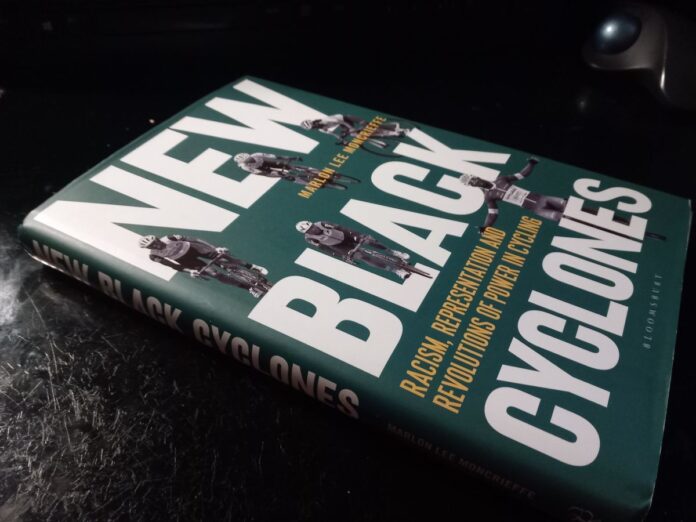 NEW
MARLON LEE MONCRIEFFE
BLACK
RACISM, REPRESENTATION AND
REVOLUTIONS OF POWER IN CYCLING
CYCLONES
BLOOMSBURY
NEW BLACK CYCLONES
MARLON LEE MONCRIEFFE